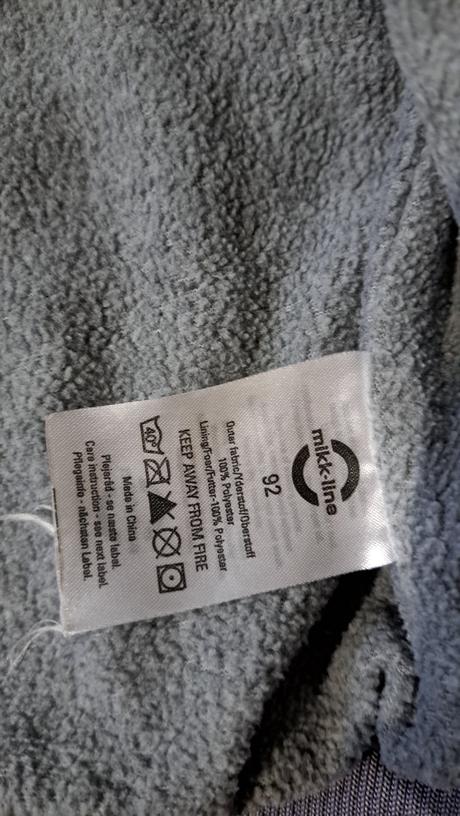 mikk-line
92
Outer fabric/Yderstof/Oberstoff
100% Polyester
Lining/Foer/Futter-100% Polyester
KEEP AWAY FROM FIRE
40°
Made in China
Plejeråd - se næste label.
Care instruction - see next label.
Pflegeinfo - nächsten Label.